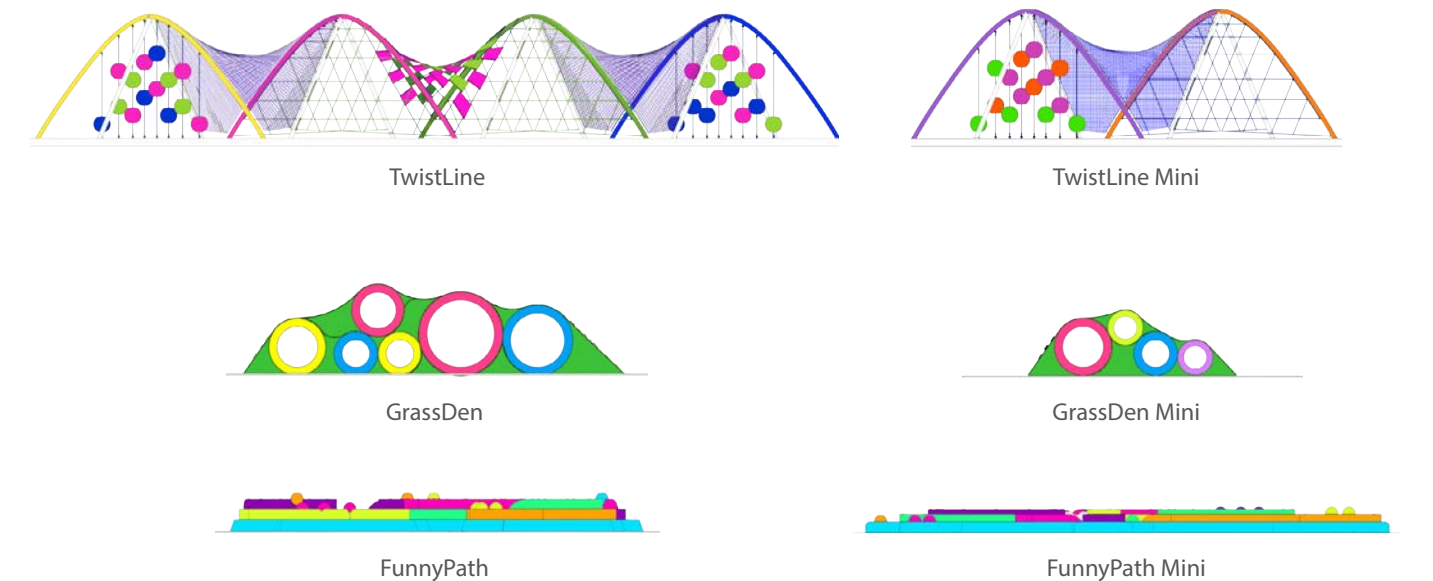 TwistLine
TwistLine Mini
GrassDen
GrassDen Mini
FunnyPath
FunnyPath Mini